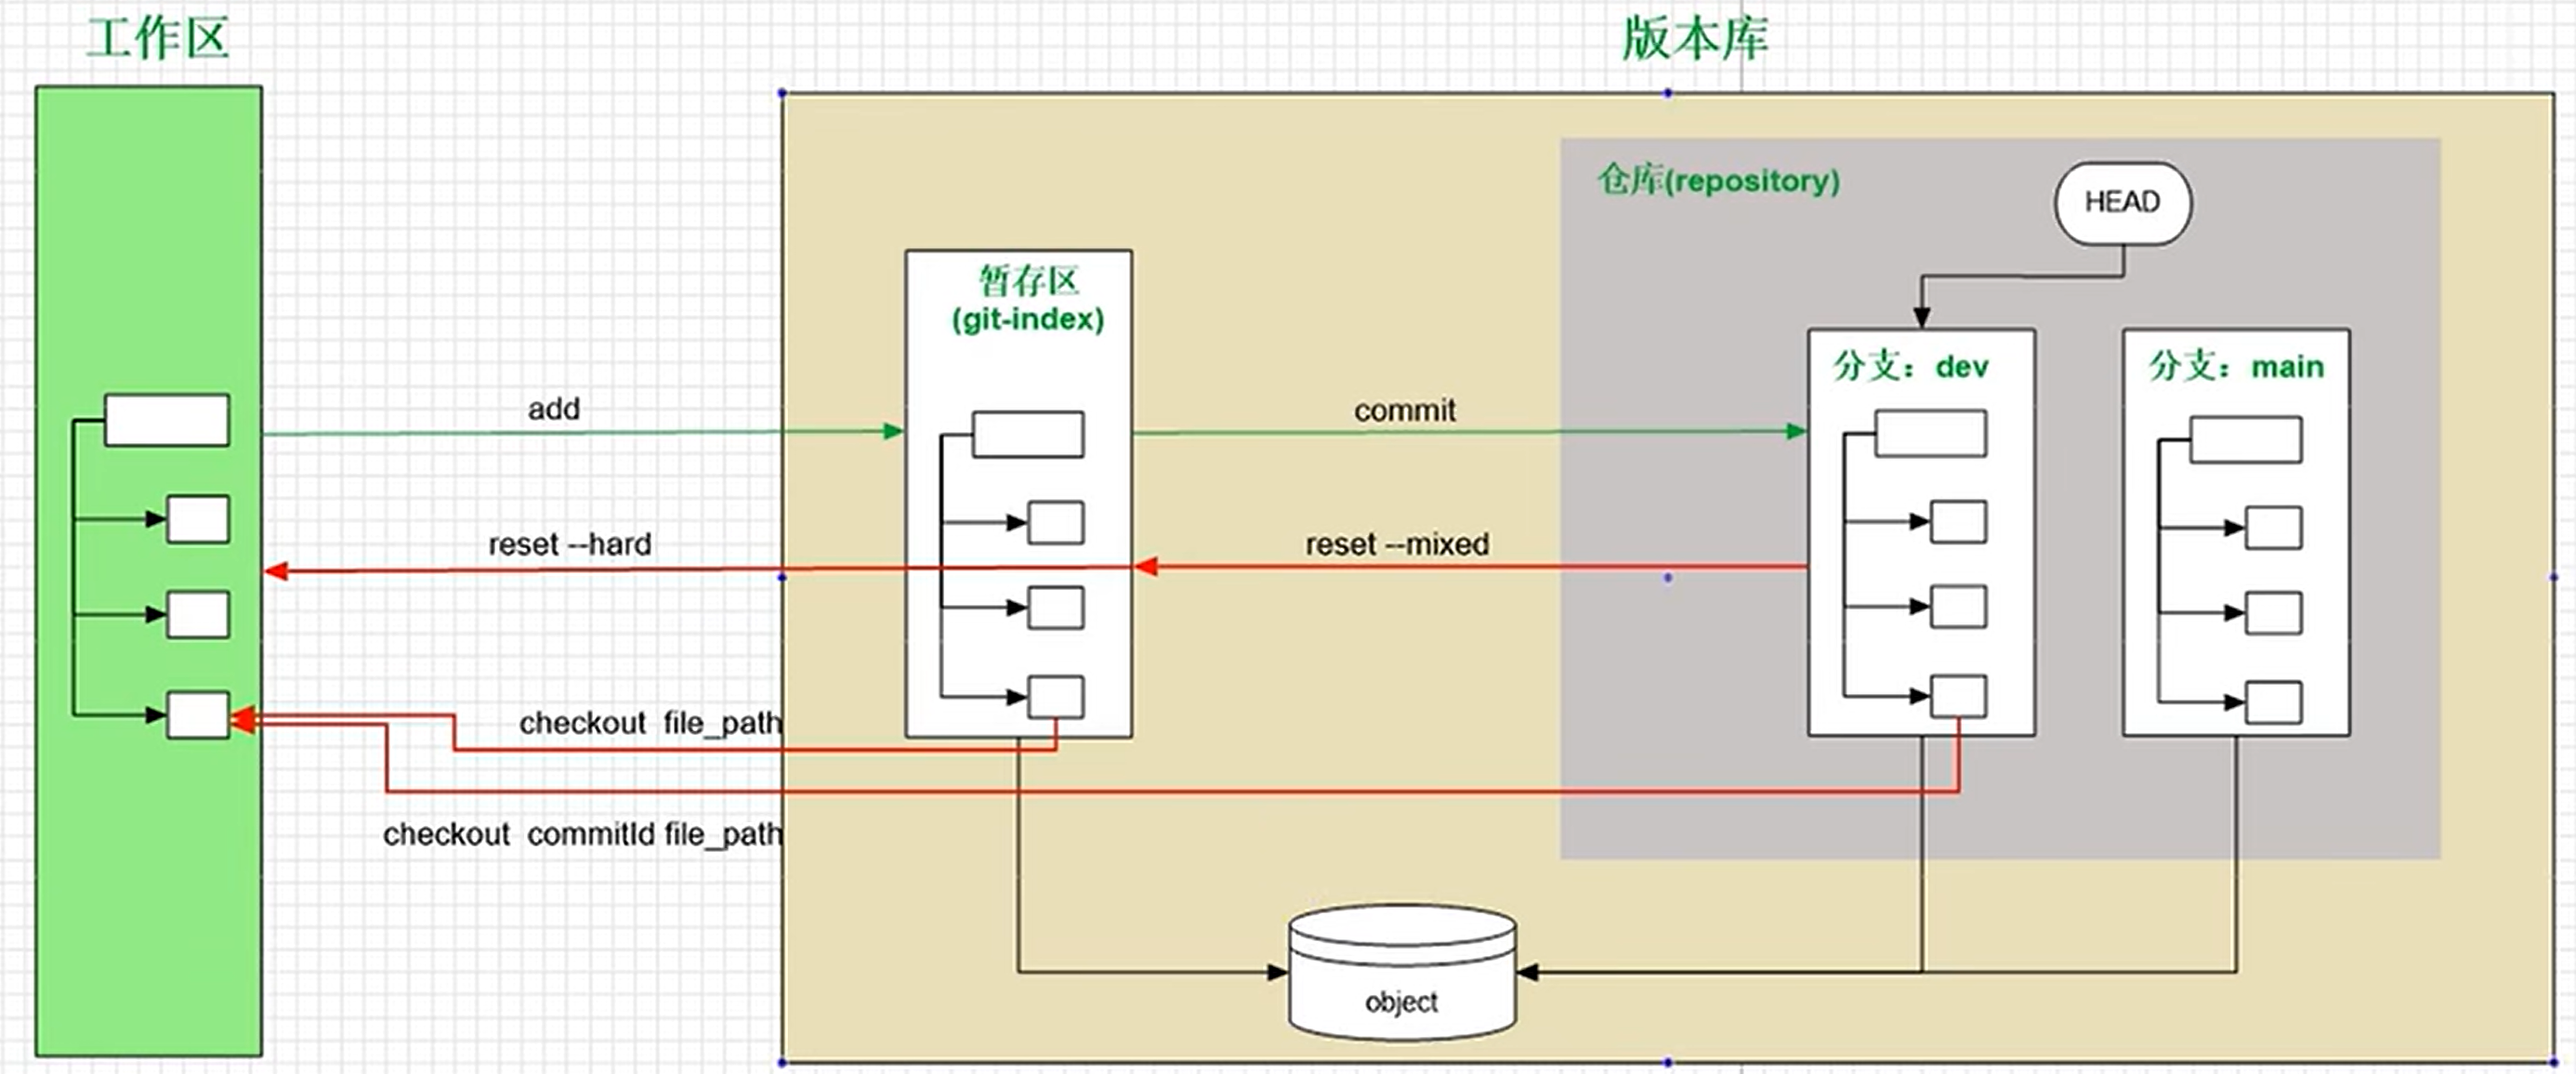 工作区
版本库
仓库(repository)
HEAD
暂存区
(git-index)
分支：dev
分支：main
add
commit
reset --hard
reset --mixed
checkout file_path
checkout commitId file_path
object